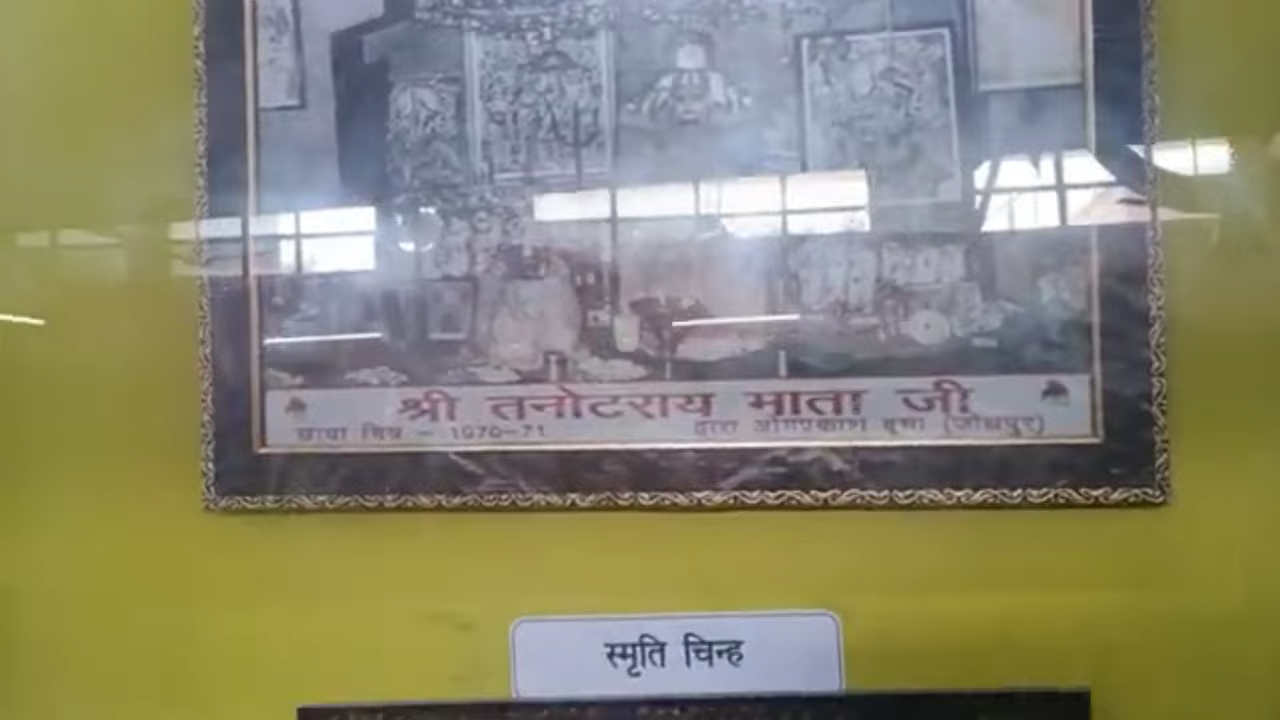 श्री तनोटराय माता जी
छाया चित्र - 1970-71 द्वारा ओमप्रकाश (जोधपुर)
स्मृति चिन्ह